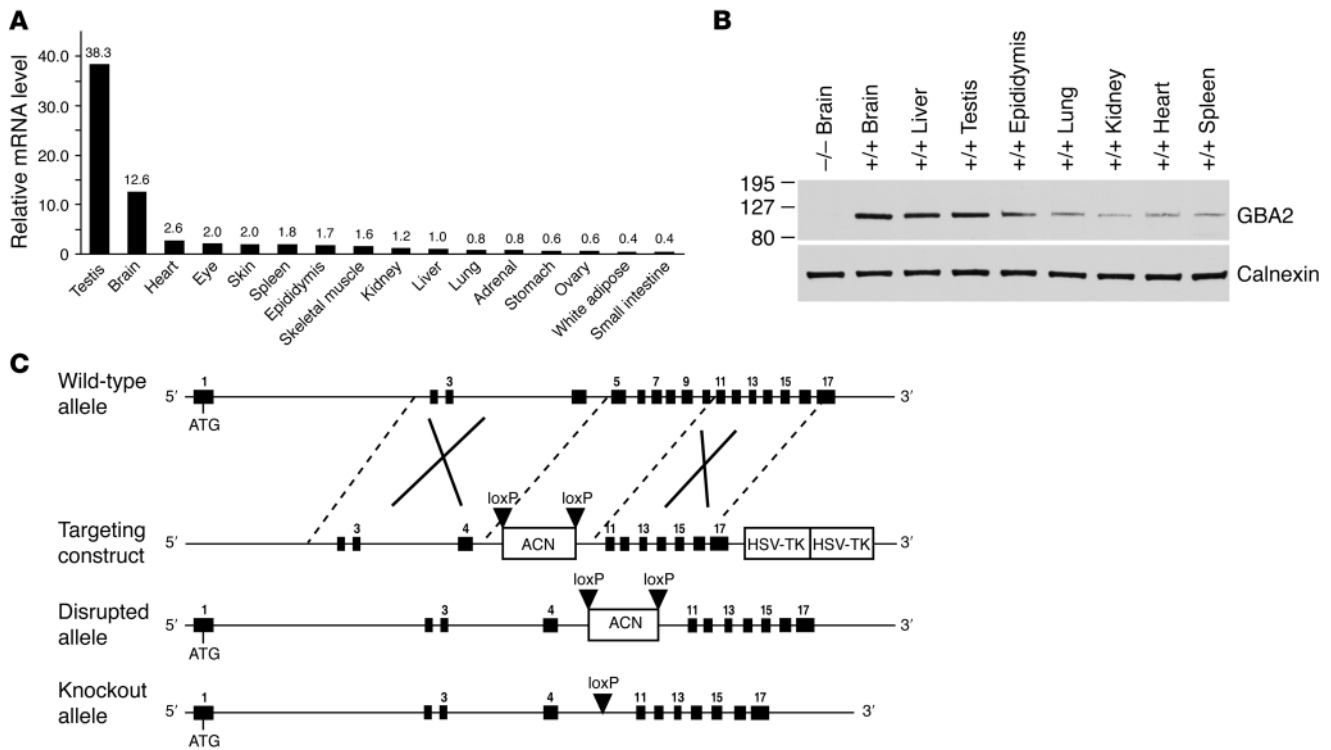 A
Relative mRNA level
40.0
30.0
20.0
10.0
0
38.3 12.6 2.6 2.0 2.0 1.8 1.7 1.6 1.2 1.0 0.8 0.8 0.6 0.6 0.4 0.4
Testis Brain Heart Eye Skin Spleen Epididymis Skeletal muscle Kidney Liver Lung Adrenal Stomach Ovary White adipose Small intestine
B
–/– Brain +/+ Brain +/+ Liver +/+ Testis +/+ Epididymis +/+ Lung +/+ Kidney +/+ Heart +/+ Spleen
195
127
80
GBA2
Calnexin
C
Wild-type
allele
1 3 5 7 9 11 13 15 17
5′ 3′
ATG
loxP loxP
Targeting
construct
3 4 11 13 15 17
5′ ACN HSV-TK HSV-TK 3′
loxP loxP
Disrupted
allele
1 3 4 11 13 15 17
5′ ACN 3′
ATG
loxP
Knockout
allele
1 3 4 11 13 15 17
5′ 3′
ATG